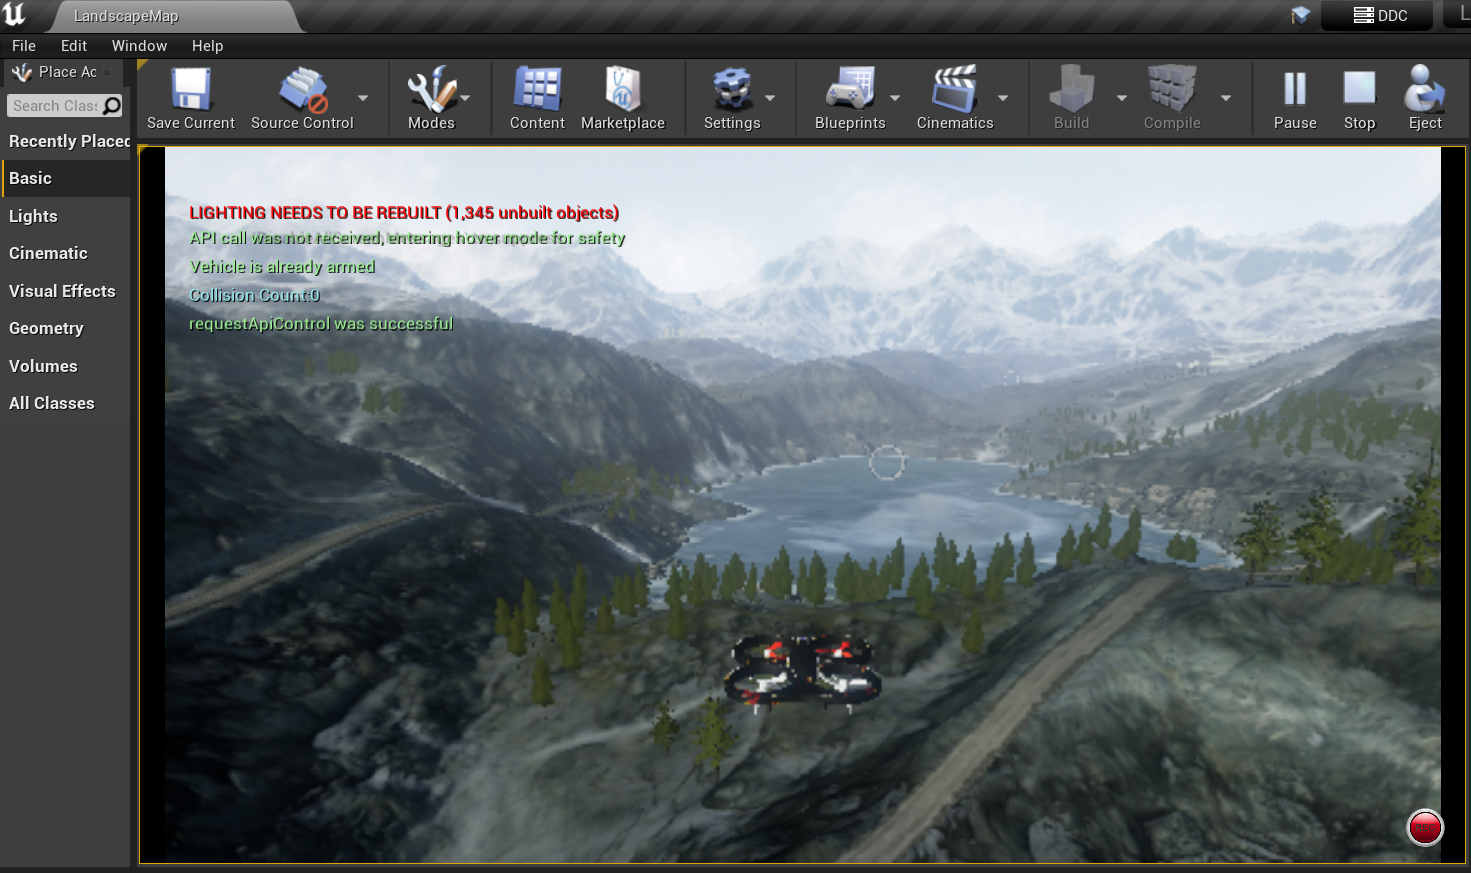 LandscapeMap
DDC
File Edit Window Help
Place Ac
Search Clas
Recently Placed
Basic
Lights
Cinematic
Visual Effects
Geometry
Volumes
All Classes
Save Current Source Control Modes Content Marketplace Settings Blueprints Cinematics Build Compile Pause Stop Eject
LIGHTING NEEDS TO BE REBUILT (1,345 unbuilt objects)
API call was not received, entering hover mode for safety
Vehicle is already armed
Collision Count:0
requestApiControl was successful